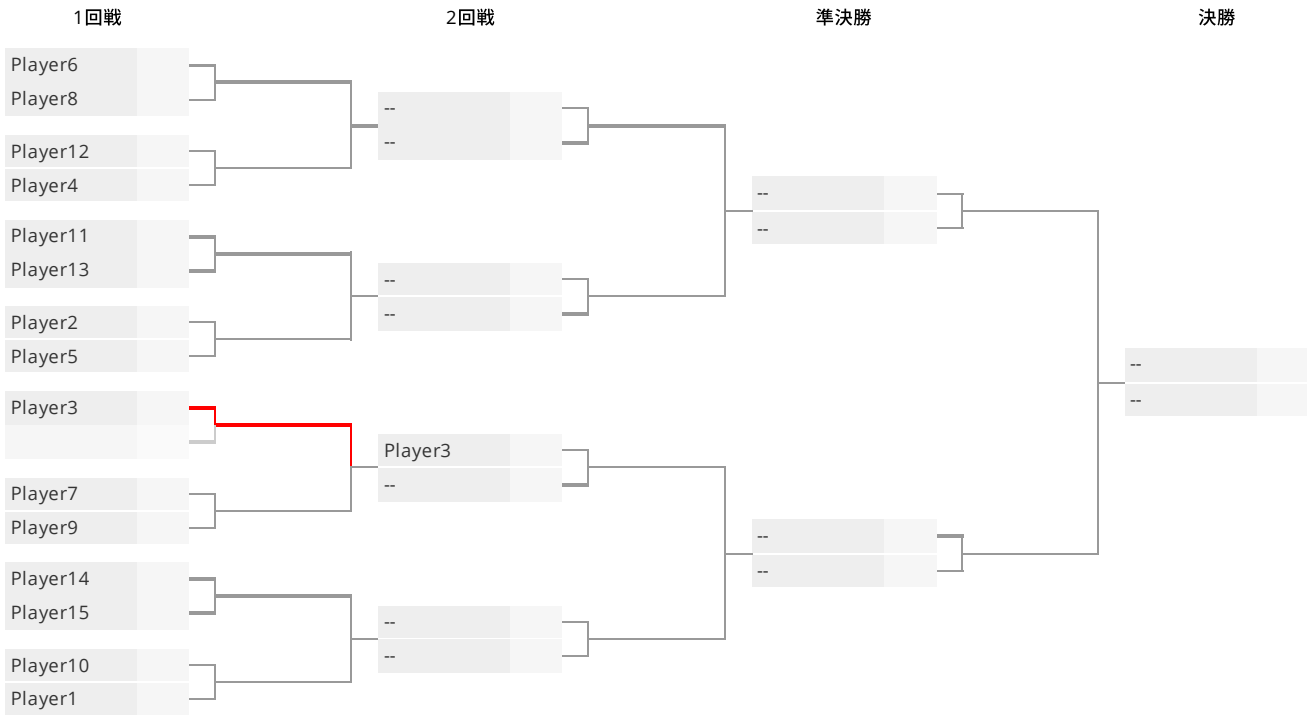 1回戦
2回戦
準決勝
決勝
Player6
Player8
Player12
Player4
Player11
Player13
Player2
Player5
Player3
Player7
Player9
Player14
Player15
Player10
Player1
--
--
--
--
Player3
--
--
--
--
--
--
--
--
--